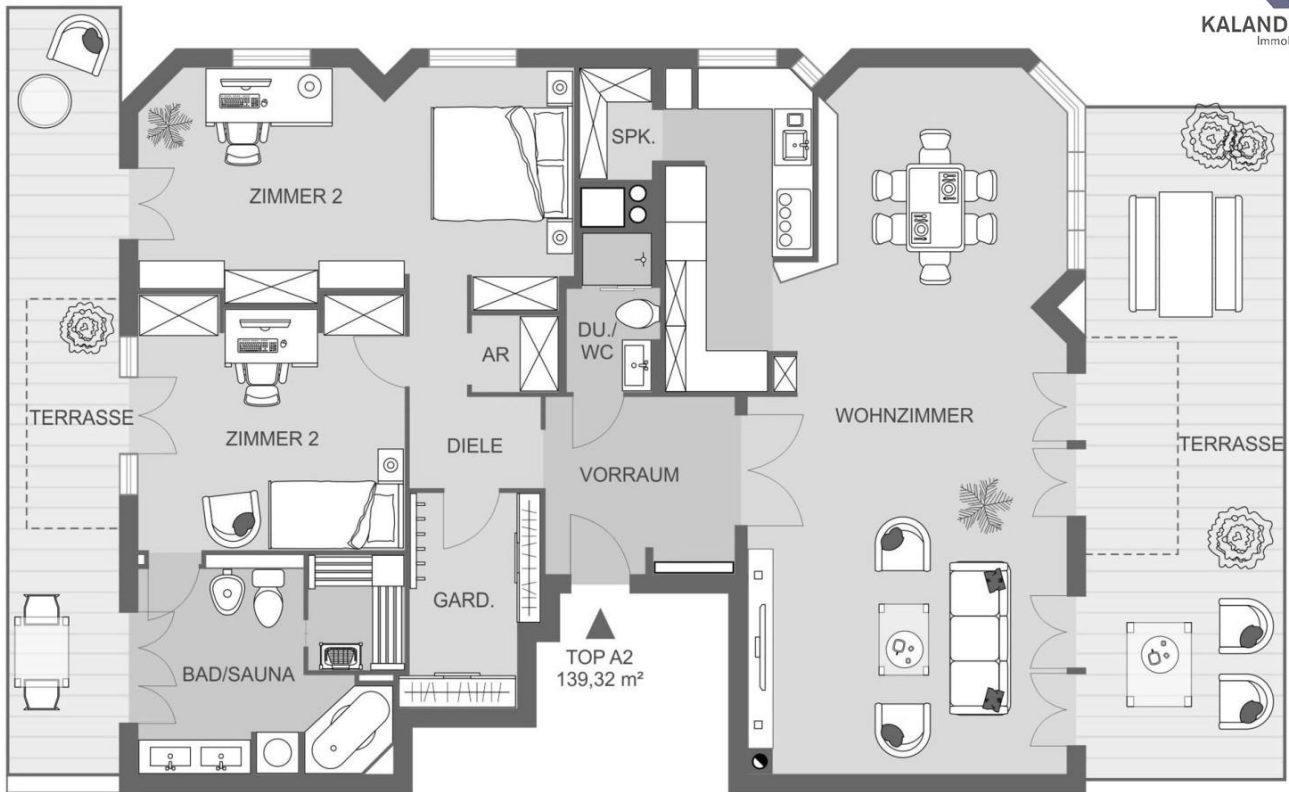 KALAND
Immol
SPK.
ZIMMER 2
DU./
WC
AR
TERRASSE
ZIMMER 2
DIELE
VORRAUM
WOHNZIMMER
TERRASSE
GARD.
BAD/SAUNA
TOP A2
139,32 m²